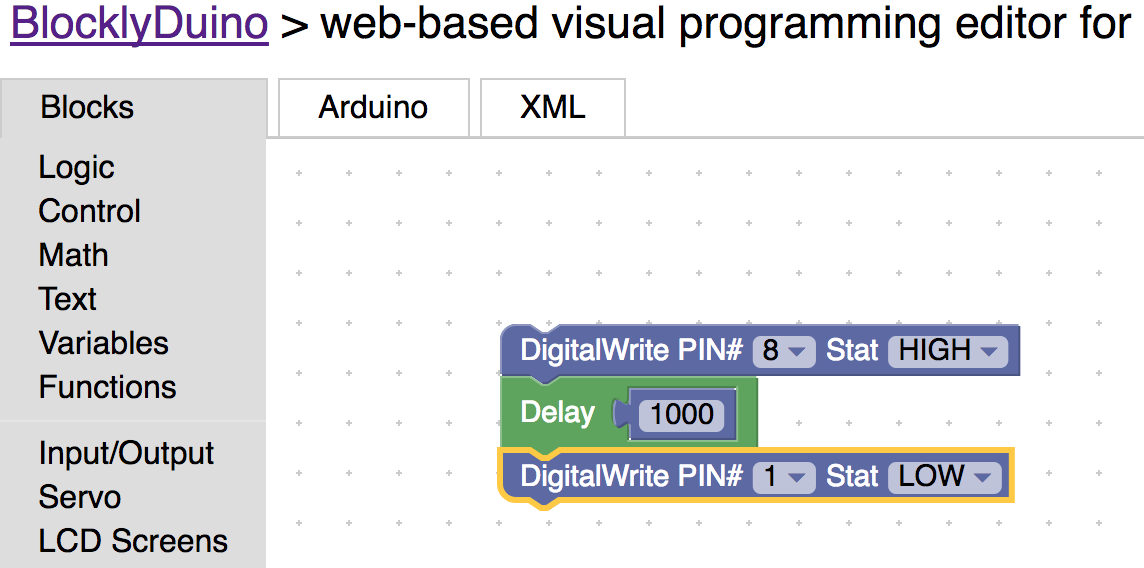 BlocklyDuino > web-based visual programming editor for
Blocks
Arduino
XML
Logic
Control
Math
Text
Variables
Functions
Input/Output
Servo
LCD Screens
DigitalWrite PIN# 8 Stat HIGH
Delay 1000
DigitalWrite PIN# 1 Stat LOW